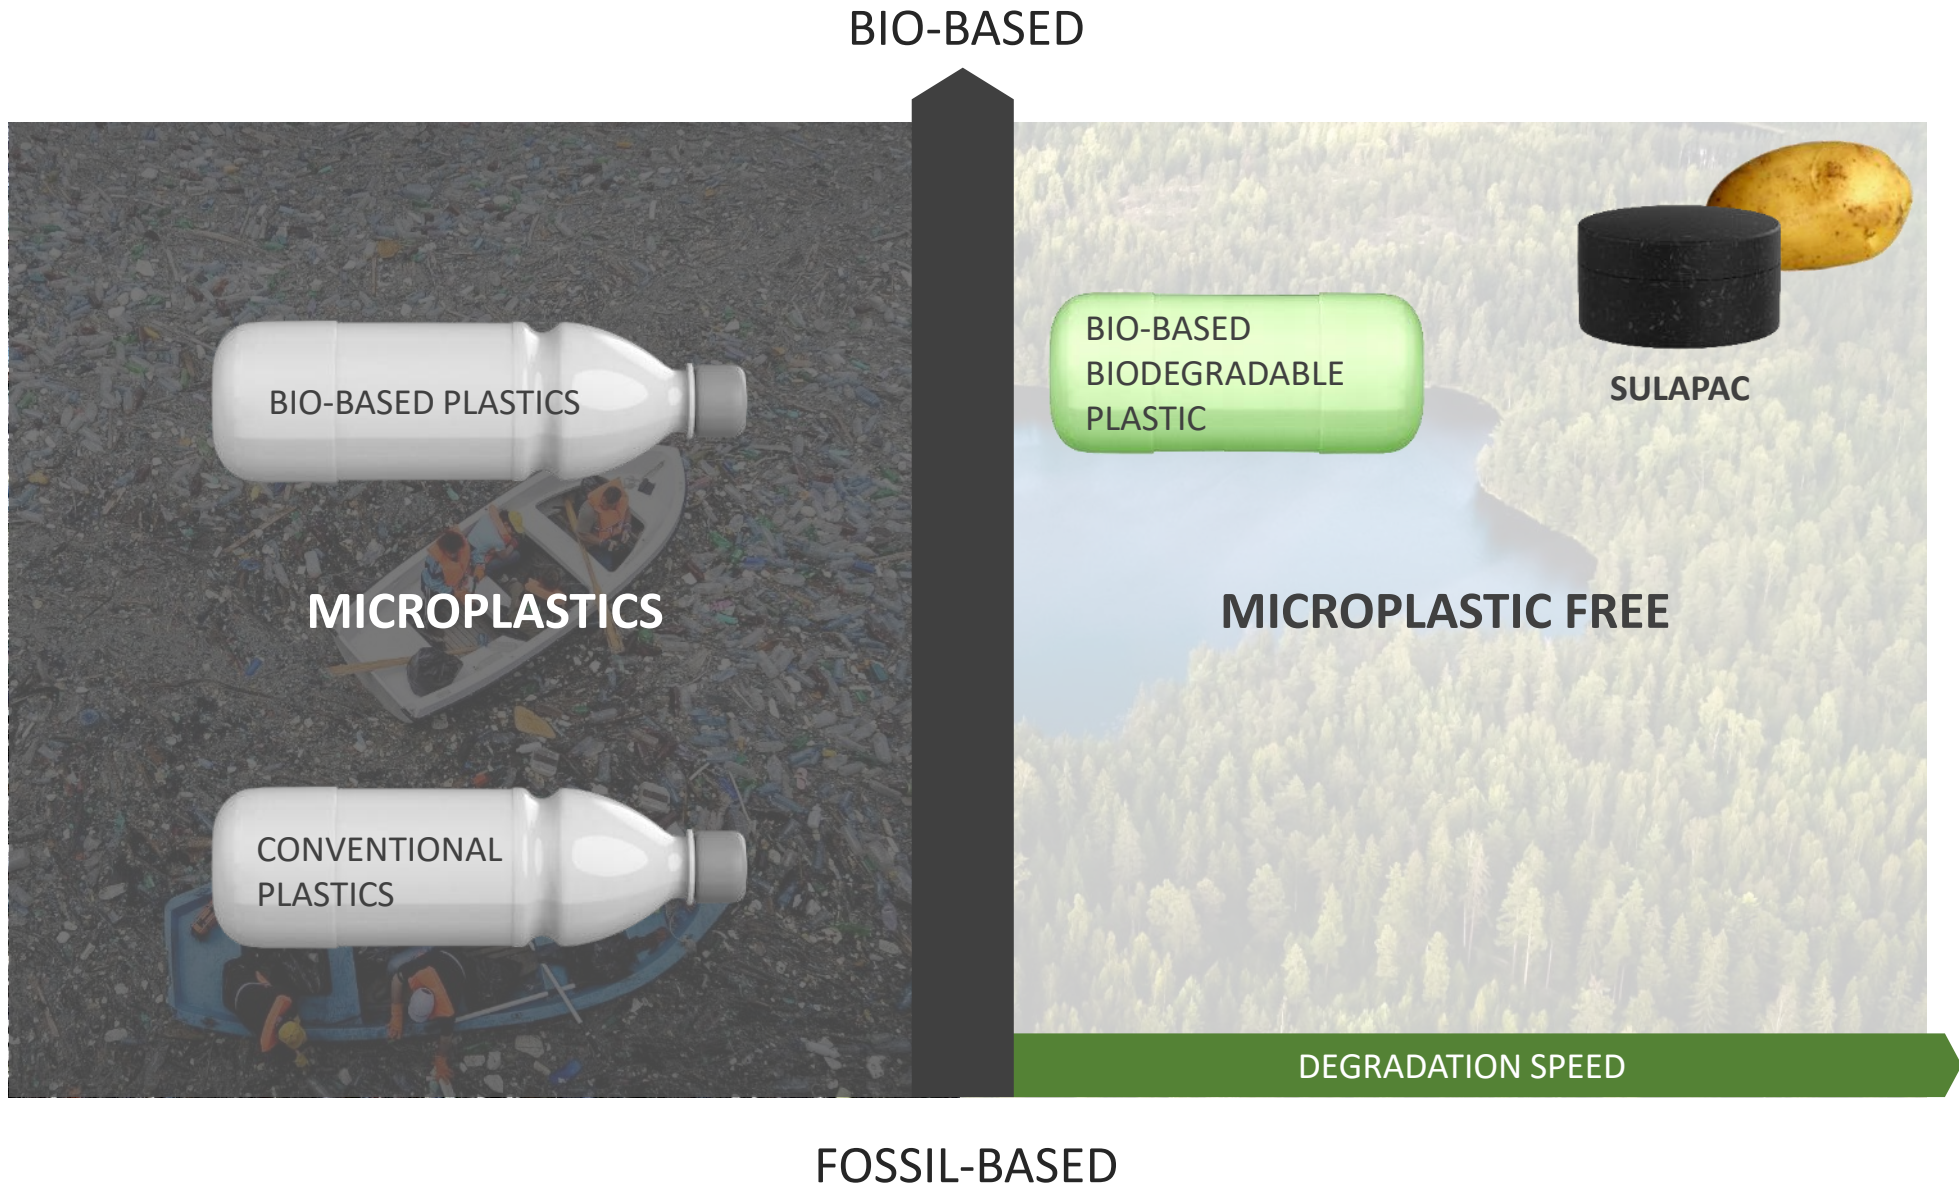 BIO-BASED
BIO-BASED PLASTICS
BIO-BASED
BIODEGRADABLE
PLASTIC
SULAPAC
MICROPLASTICS
MICROPLASTIC FREE
CONVENTIONAL
PLASTICS
DEGRADATION SPEED
FOSSIL-BASED